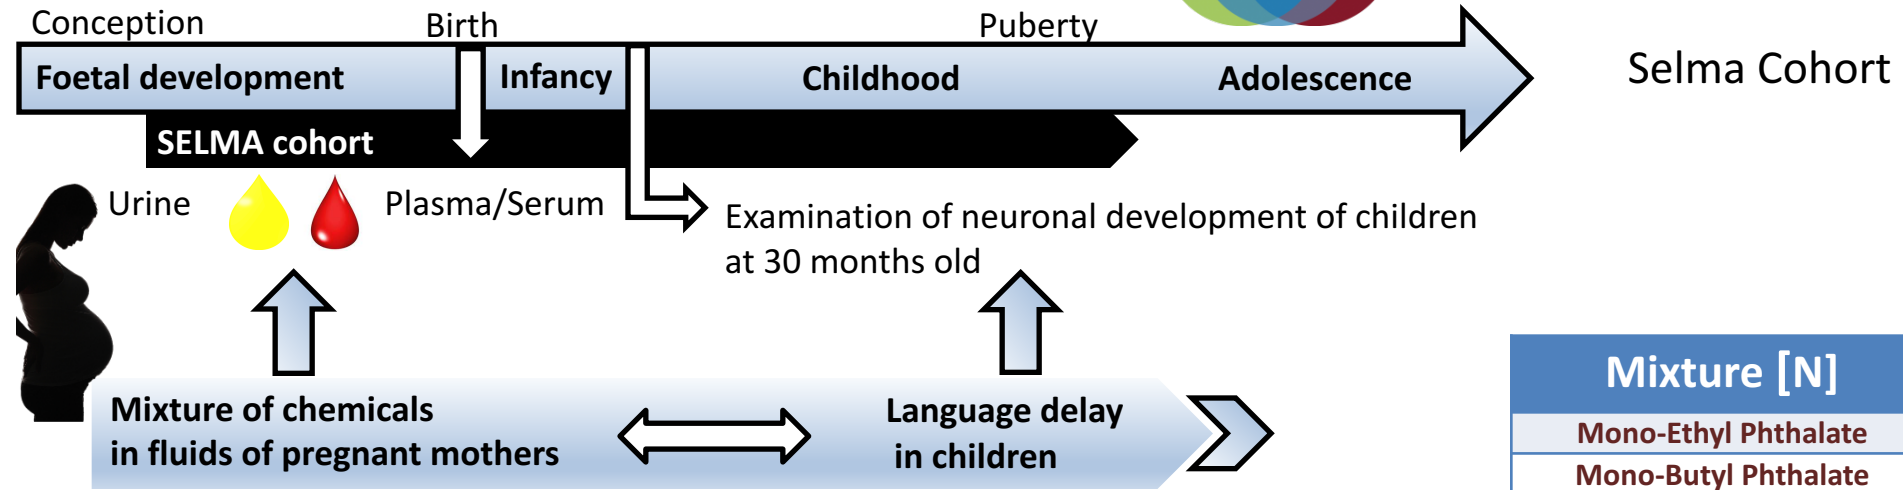 Conception
Birth
Puberty
Foetal development
Infancy
Childhood
Adolescence
Selma Cohort
SELMA cohort
Urine
Plasma/Serum
Examination of neuronal development of children
at 30 months old
Mixture of chemicals
in fluids of pregnant mothers
Language delay
in children
Mixture [N]
Mono-Ethyl Phthalate
Mono-Butyl Phthalate